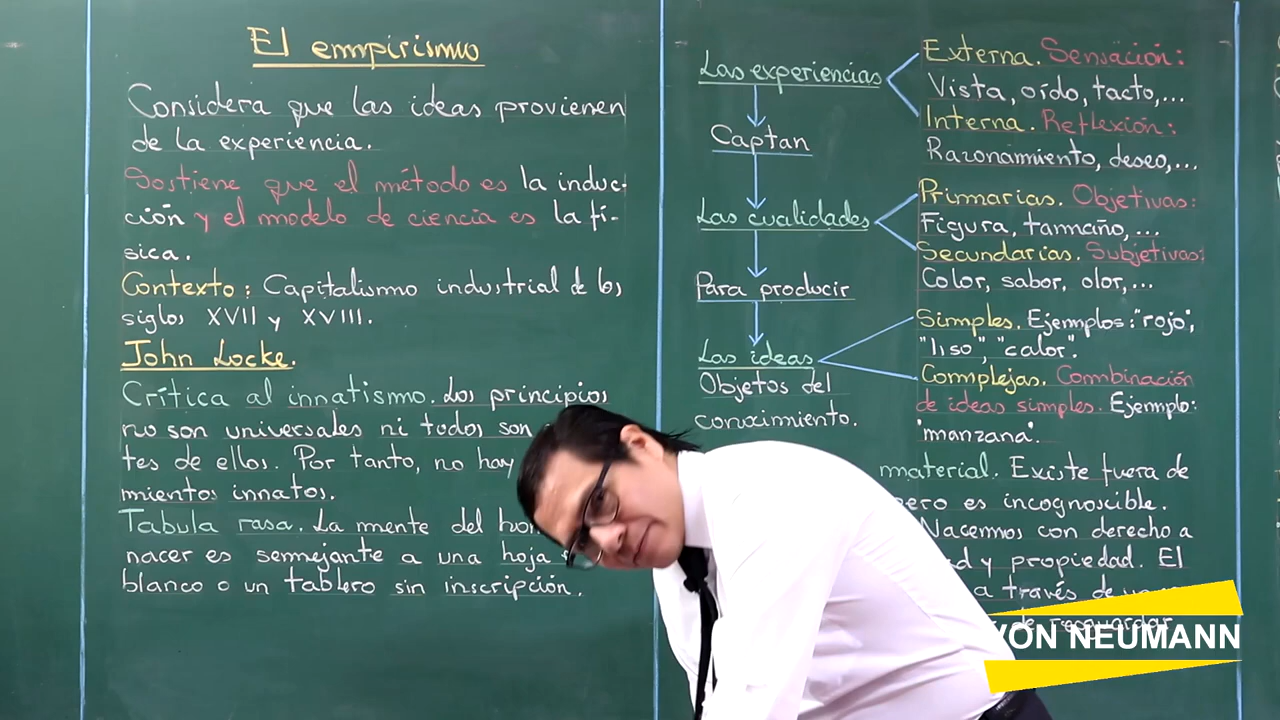 El empirismo
Considera que las ideas provienen
de la experiencia.
Sostiene que el método es la induc-
ción y el modelo de ciencia es la fí-
sica.
Contexto: Capitalismo industrial de los
siglos XVII y XVIII.
John Locke.
Crítica al innatismo. Los principios
no son universales ni todos son
tes de ellos. Por tanto, no hay
mientos innatos.
Tabula rasa. La mente del
nacer es semejante a una hoja
blanco o un tablero sin inscripción.
Las experiencias
Captan
Las cualidades
Para producir
Las ideas
Objetos del
conocimiento.
Externa. Sensación:
Vista, oído, tacto,...
Interna. Reflexión:
Razonamiento, deseo,...
Primarias. Objetivas:
Figura, tamaño,...
Secundarias. Subjetivas:
Color, sabor, olor,...
Simples. Ejemplos: "rojo",
"liso", "calor".
Complejas. Combinación
de ideas simples. Ejemplo:
"manzana".
material. Existe fuera de
pero es incognoscible.
Nacemos con derecho a
y propiedad. El
a través de
de resguardar
VON NEUMANN